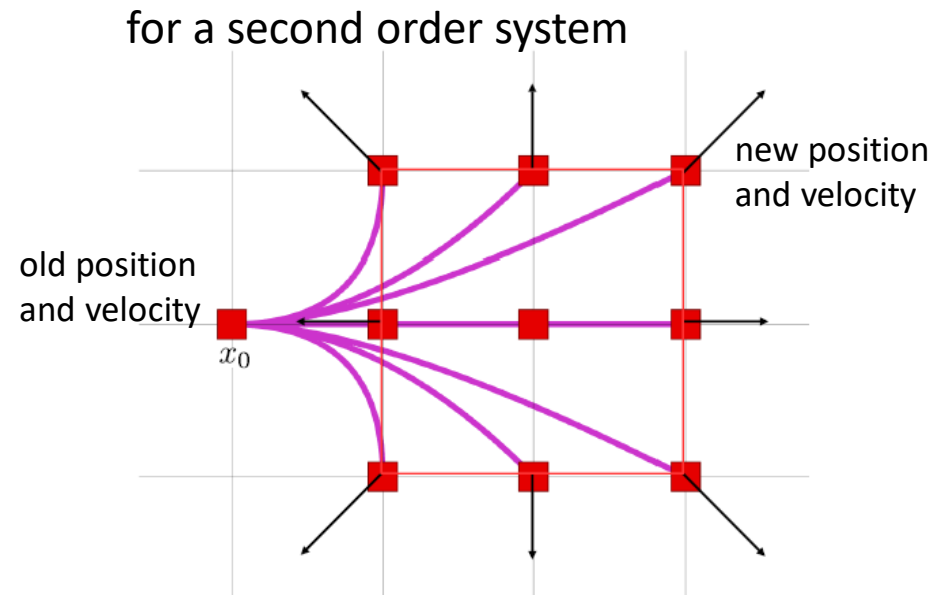 for a second order system
new position
and velocity
old position
and velocity
x₀